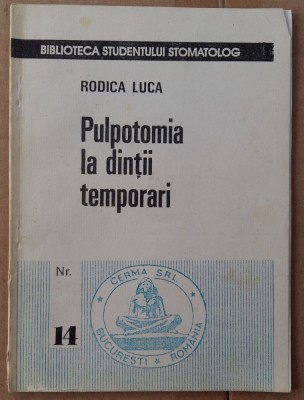 BIBLIOTECA STUDENTULUI STOMATOLOG
RODICA LUCA
Pulpotomia
la dinții
temporari
Nr.
14
CERMA SRL
BUCUREȘTI * ROMÂNIA *